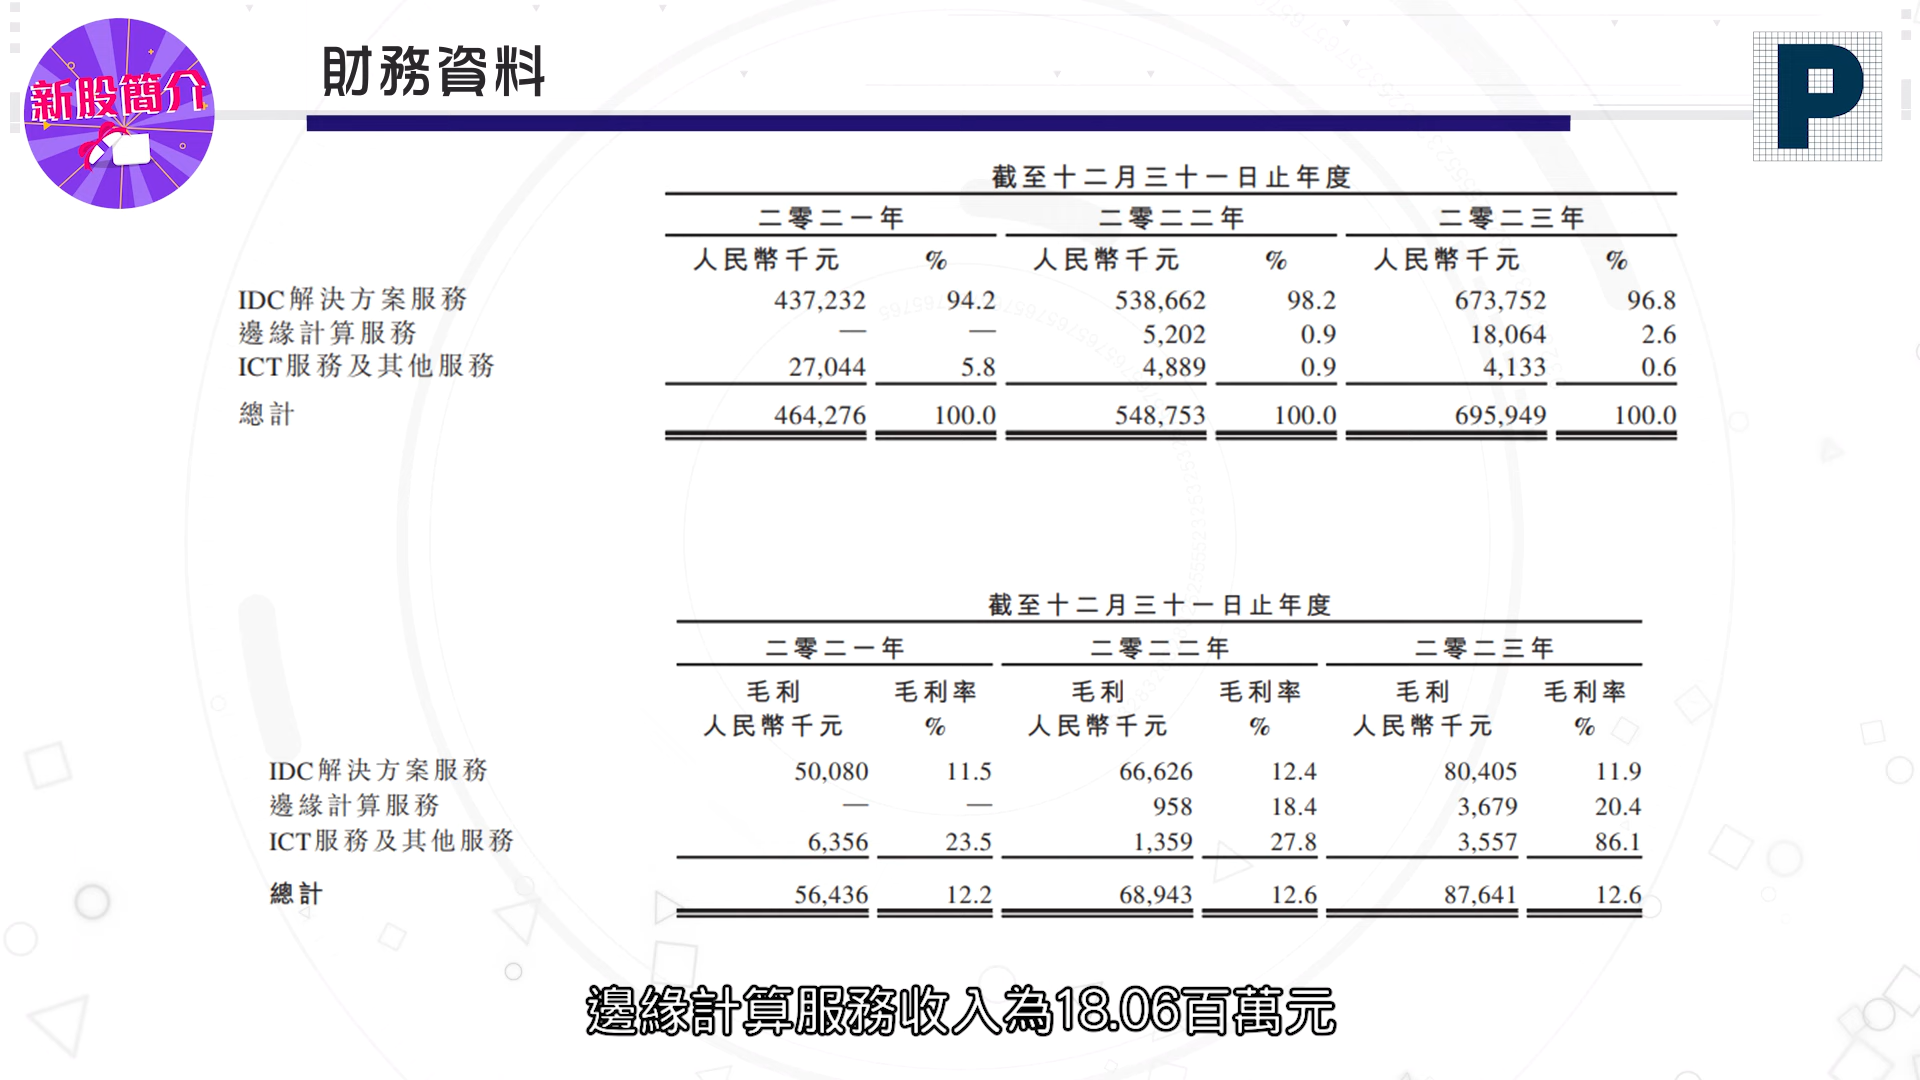 新股簡介
財務資料
P
截至十二月三十一日止年度
二零二一年 二零二二年 二零二三年
人民幣千元 % 人民幣千元 % 人民幣千元 %
IDC解決方案服務 437,232 94.2 538,662 98.2 673,752 96.8
邊緣計算服務 — — 5,202 0.9 18,064 2.6
ICT服務及其他服務 27,044 5.8 4,889 0.9 4,133 0.6
總計 464,276 100.0 548,753 100.0 695,949 100.0
截至十二月三十一日止年度
二零二一年 二零二二年 二零二三年
毛利 毛利率 毛利 毛利率 毛利 毛利率
人民幣千元 % 人民幣千元 % 人民幣千元 %
IDC解決方案服務 50,080 11.5 66,626 12.4 80,405 11.9
邊緣計算服務 — — 958 18.4 3,679 20.4
ICT服務及其他服務 6,356 23.5 1,359 27.8 3,557 86.1
總計 56,436 12.2 68,943 12.6 87,641 12.6
邊緣計算服務收入為18.06百萬元